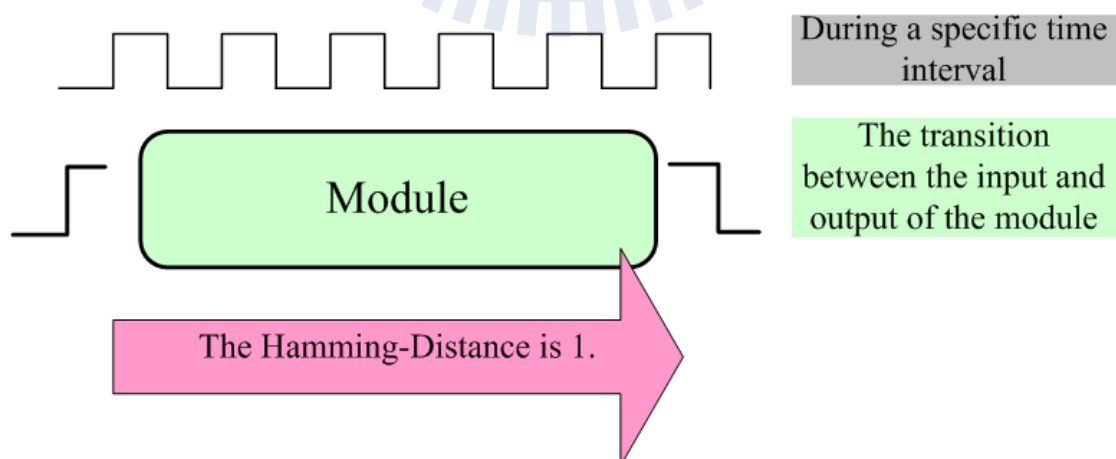 During a specific time
interval
The transition
between the input and
output of the module
Module
The Hamming-Distance is 1.